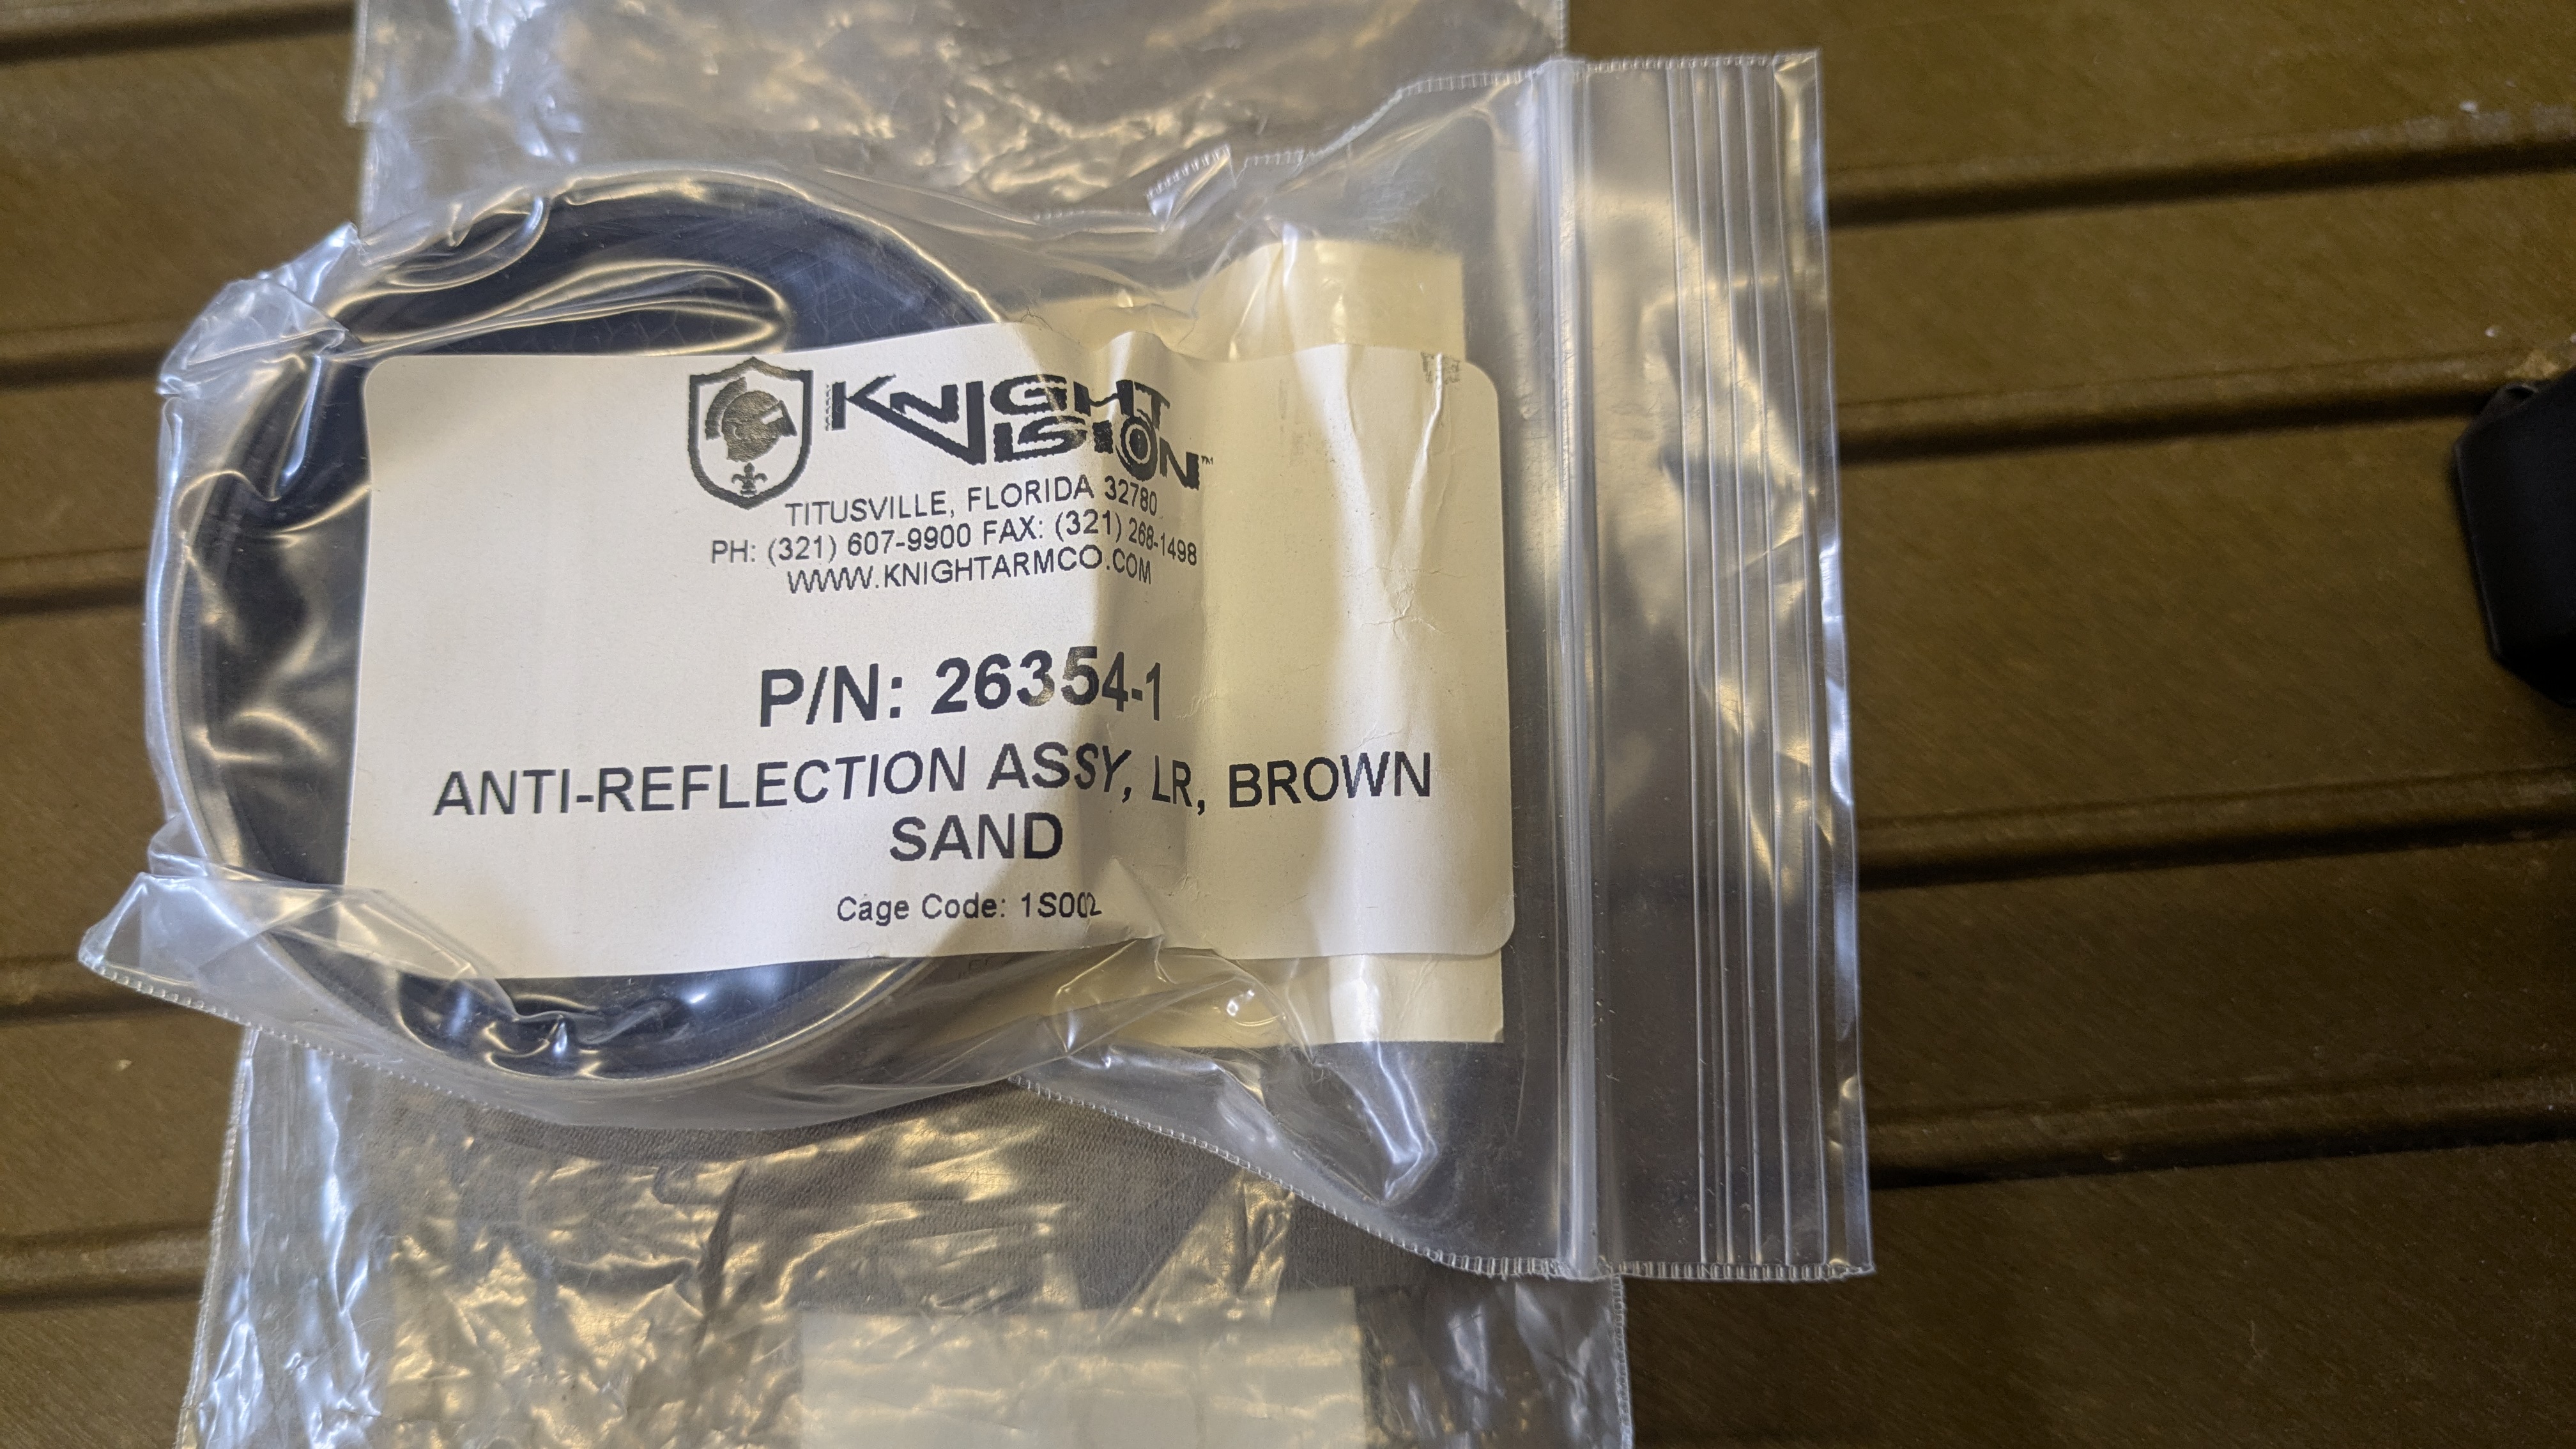 KNIGHT
VISION™
TITUSVILLE, FLORIDA 32780
PH: (321) 607-9900 FAX: (321) 268-1498
WWW.KNIGHTARMCO.COM
P/N: 26354-1
ANTI-REFLECTION ASSY, LR, BROWN
SAND
Cage Code: 1S002